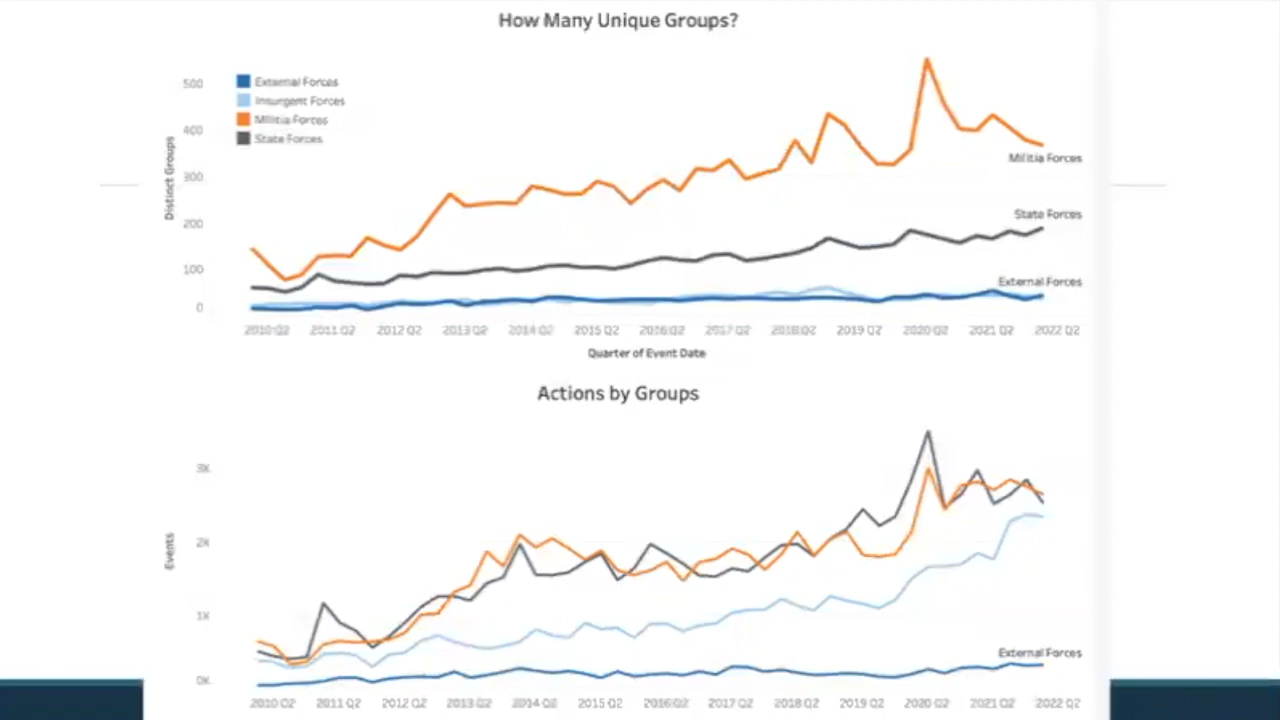 How Many Unique Groups?
500
400
300
200
100
0
Distinct Groups
External Forces
Insurgent Forces
Militia Forces
State Forces
Militia Forces
State Forces
External Forces
2010 Q2 2011 Q2 2012 Q2 2013 Q2 2014 Q2 2015 Q2 2016 Q2 2017 Q2 2018 Q2 2019 Q2 2020 Q2 2021 Q2 2022 Q2
Quarter of Event Date
Actions by Groups
3K
2K
1K
0K
Events
External Forces
2010 Q2 2011 Q2 2012 Q2 2013 Q2 2014 Q2 2015 Q2 2016 Q2 2017 Q2 2018 Q2 2019 Q2 2020 Q2 2021 Q2 2022 Q2